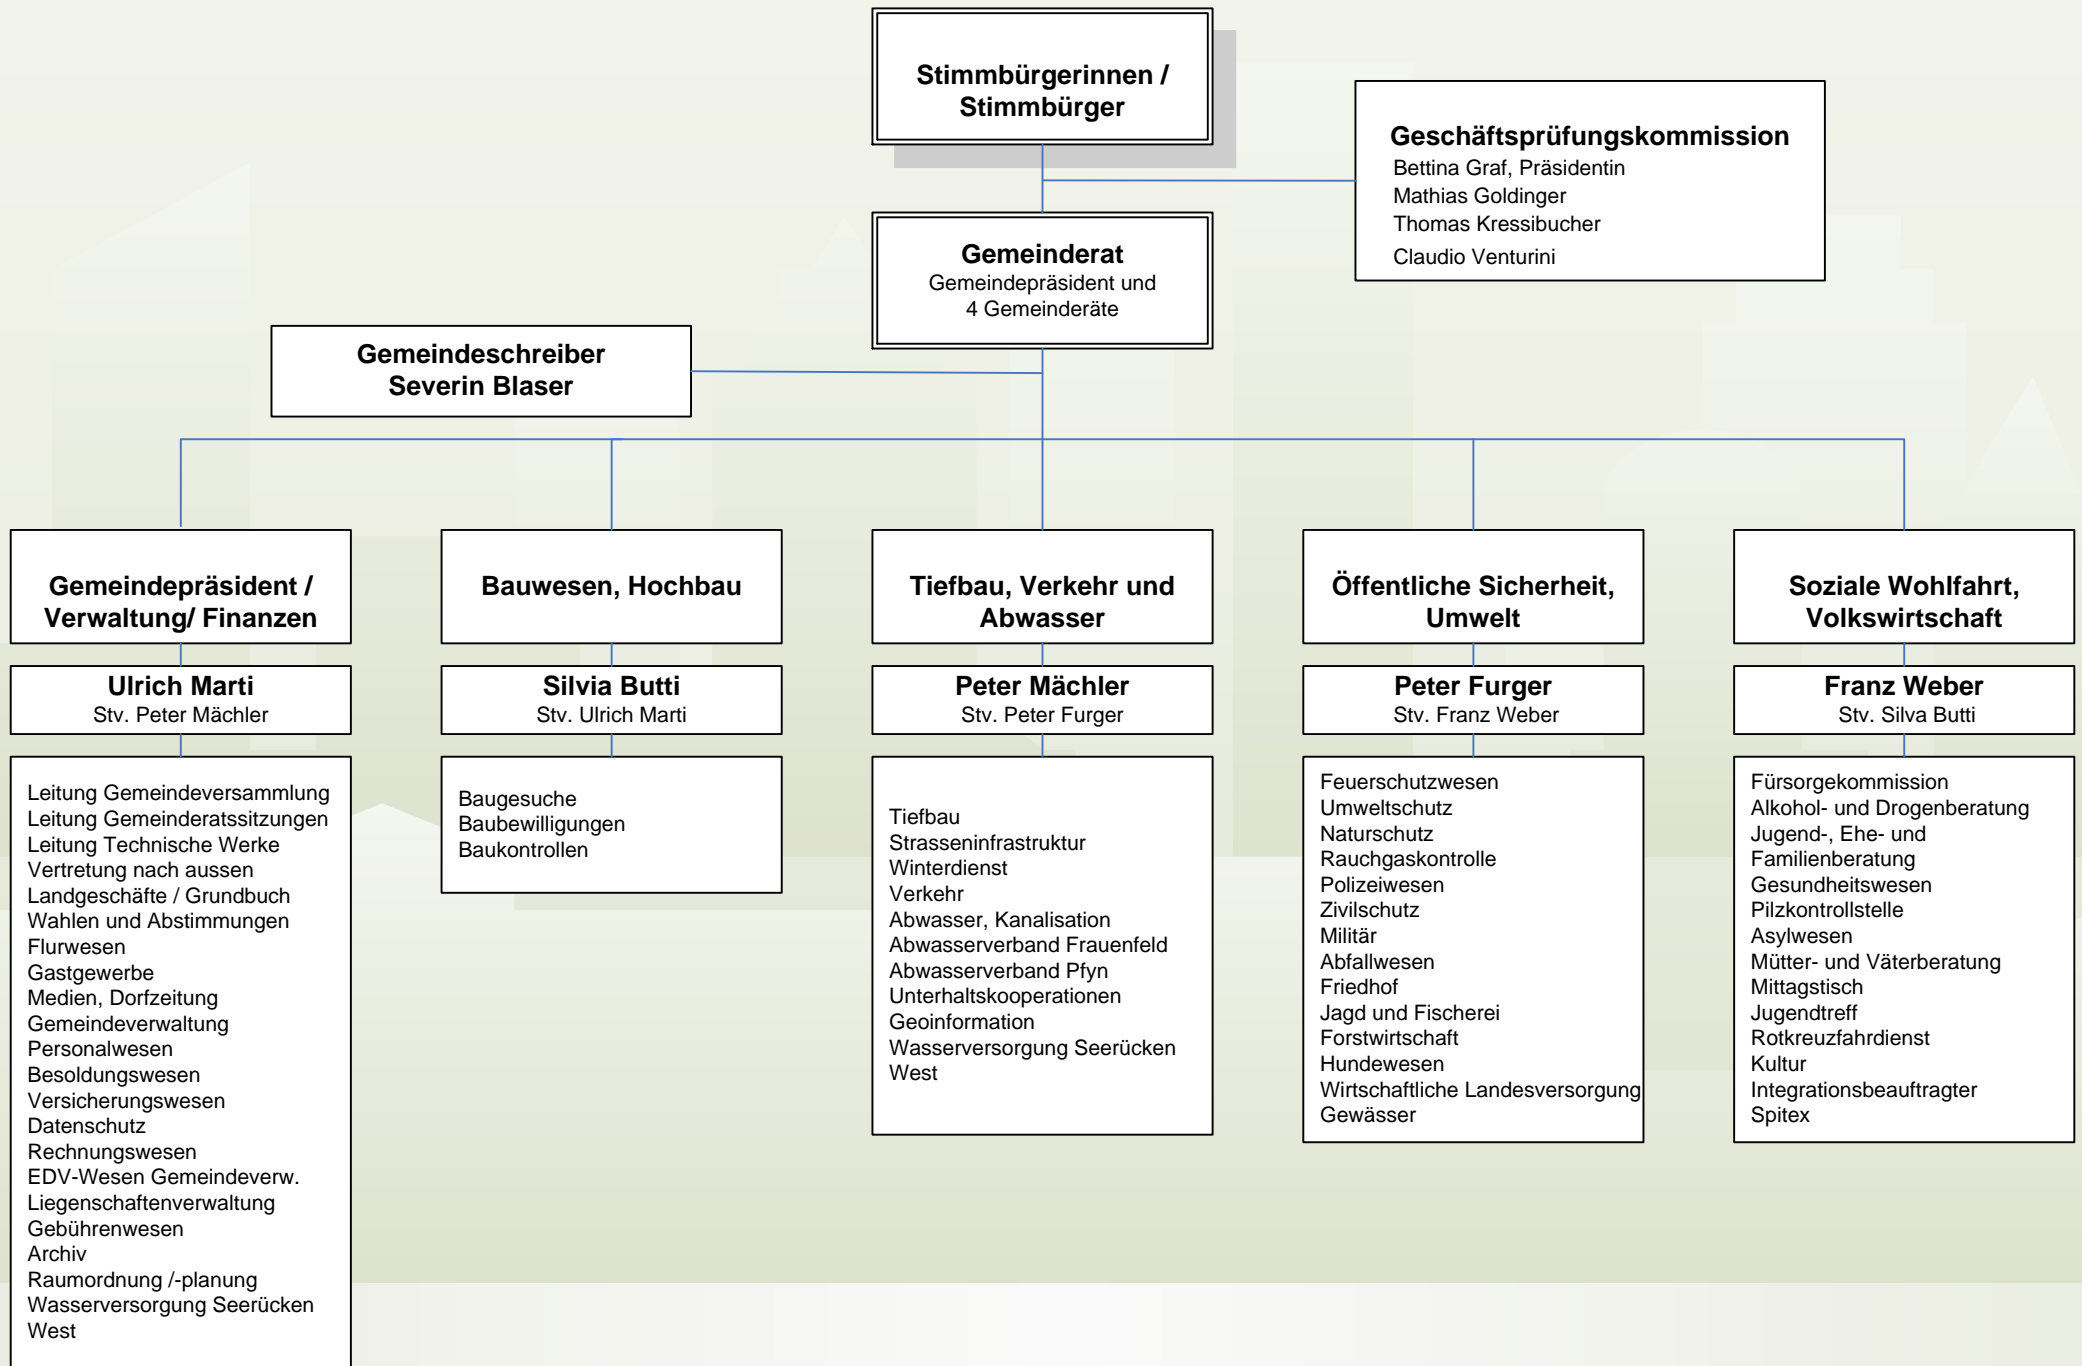 Stimmbürgerinnen /
Stimmbürger
Geschäftsprüfungskommission
Bettina Graf, Präsidentin
Mathias Goldinger
Thomas Kressibucher
Claudio Venturini
Gemeinderat
Gemeindepräsident und
4 Gemeinderäte
Gemeindeschreiber
Severin Blaser
Gemeindepräsident /
Verwaltung/ Finanzen
Ulrich Marti
Stv. Peter Mächler
Leitung Gemeindeversammlung
Leitung Gemeinderatssitzungen
Leitung Technische Werke
Vertretung nach aussen
Landgeschäfte / Grundbuch
Wahlen und Abstimmungen
Flurwesen
Gastgewerbe
Medien, Dorfzeitung
Gemeindeverwaltung
Personalwesen
Besoldungswesen
Versicherungswesen
Datenschutz
Rechnungswesen
EDV-Wesen Gemeindeverw.
Liegenschaftenverwaltung
Gebührenwesen
Archiv
Raumordnung /-planung
Wasserversorgung Seerücken
West
Bauwesen, Hochbau
Silvia Butti
Stv. Ulrich Marti
Baugesuche
Baubewilligungen
Baukontrollen
Tiefbau, Verkehr und
Abwasser
Peter Mächler
Stv. Peter Furger
Tiefbau
Strasseninfrastruktur
Winterdienst
Verkehr
Abwasser, Kanalisation
Abwasserverband Frauenfeld
Abwasserverband Pfyn
Unterhaltskooperationen
Geoinformation
Wasserversorgung Seerücken
West
Öffentliche Sicherheit,
Umwelt
Peter Furger
Stv. Franz Weber
Feuerschutzwesen
Umweltschutz
Naturschutz
Rauchgaskontrolle
Polizeiwesen
Zivilschutz
Militär
Abfallwesen
Friedhof
Jagd und Fischerei
Forstwirtschaft
Hundewesen
Wirtschaftliche Landesversorgung
Gewässer
Soziale Wohlfahrt,
Volkswirtschaft
Franz Weber
Stv. Silva Butti
Fürsorgekommission
Alkohol- und Drogenberatung
Jugend-, Ehe- und
Familienberatung
Gesundheitswesen
Pilzkontrollstelle
Asylwesen
Mütter- und Väterberatung
Mittagstisch
Jugendtreff
Rotkreuzfahrdienst
Kultur
Integrationsbeauftragter
Spitex